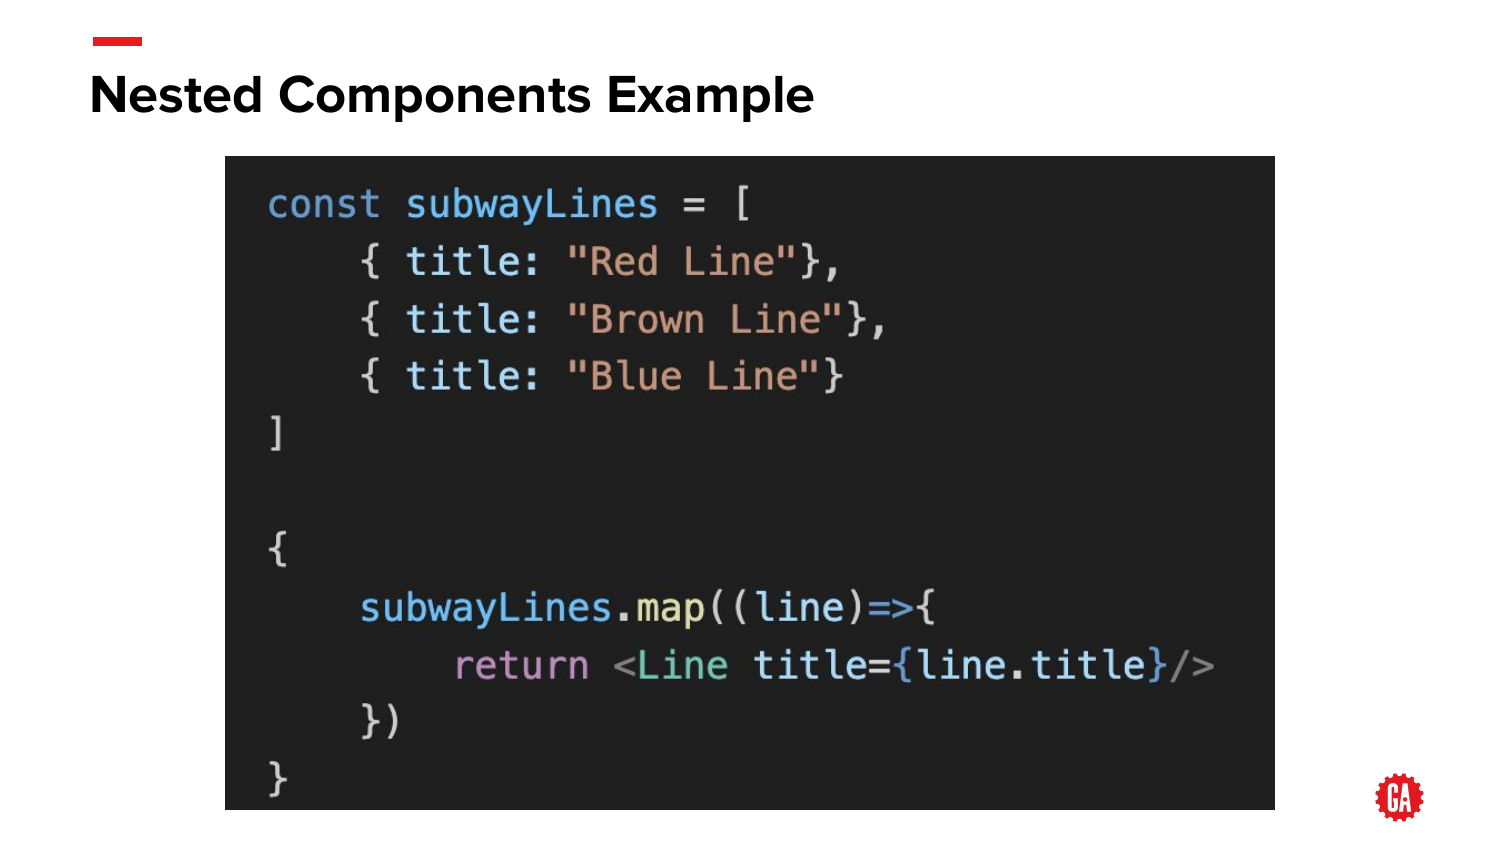 Nested Components Example
const subwayLines = [
    { title: "Red Line"},
    { title: "Brown Line"},
    { title: "Blue Line"}
]

{
    subwayLines.map((line)=>{
        return <Line title={line.title}/>
    })
}
GA